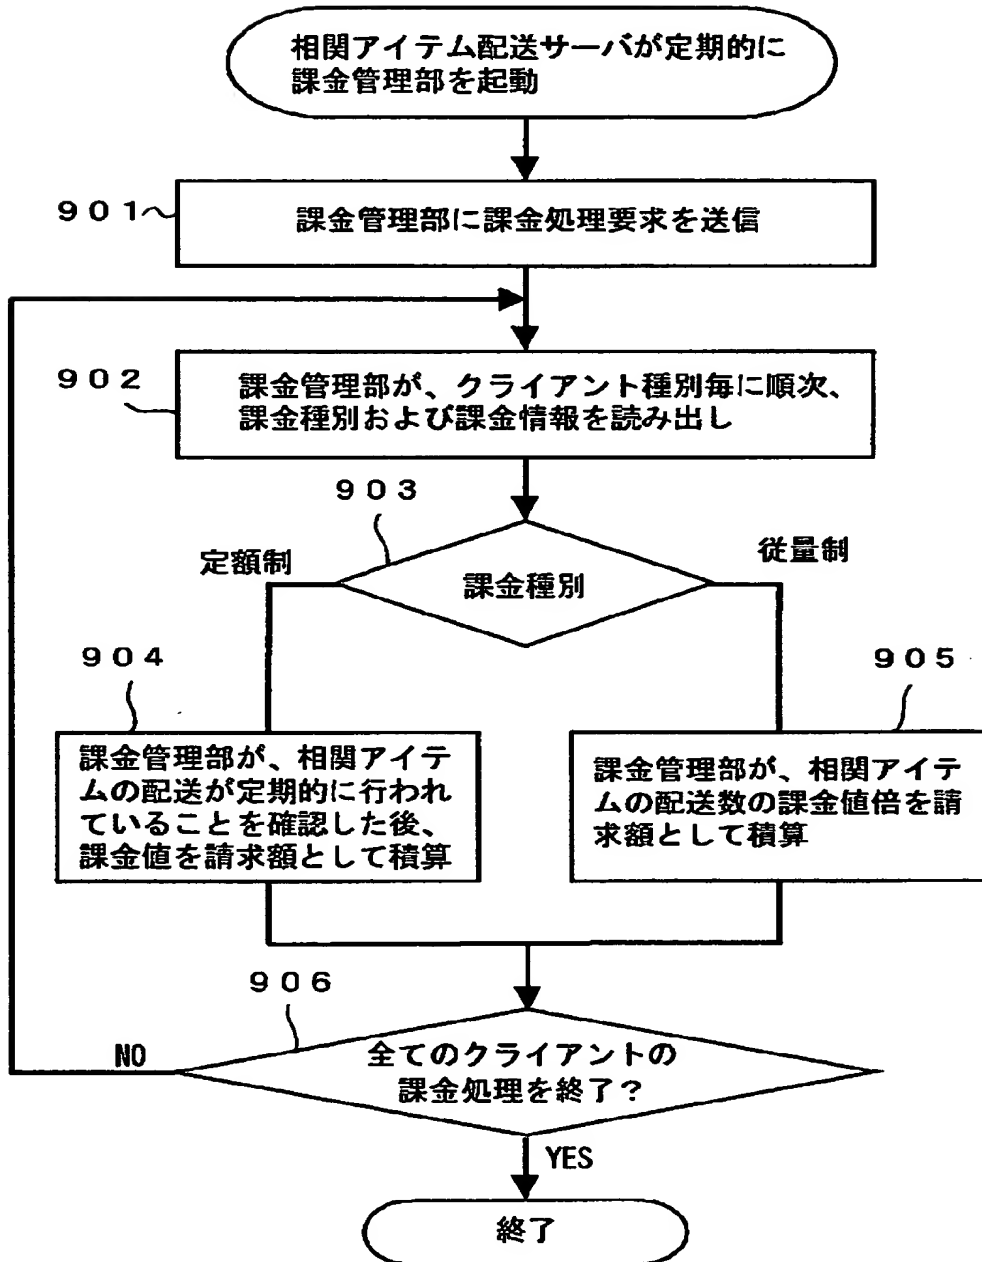 相関アイテム配送サーバが定期的に
課金管理部を起動
901
課金管理部に課金処理要求を送信
902
課金管理部が、クライアント種別毎に順次、
課金種別および課金情報を読み出し
903
定額制
課金種別
従量制
904
905
課金管理部が、相関アイテ
ムの配送が定期的に行われ
ていることを確認した後、
課金値を請求額として積算
課金管理部が、相関アイテ
ムの配送数の課金値倍を請
求額として積算
906
NO
全てのクライアントの
課金処理を終了?
YES
終了